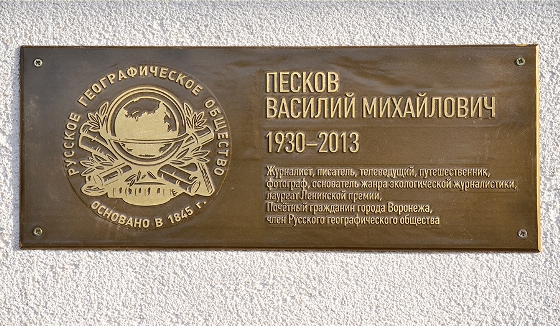 РУССКОЕ ГЕОГРАФИЧЕСКОЕ ОБЩЕСТВО
ОСНОВАНО В 1845 г.
ПЕСКОВ
ВАСИЛИЙ МИХАЙЛОВИЧ
1930–2013
Журналист, писатель, телеведущий, путешественник,
фотограф, основатель жанра экологической журналистики,
лауреат Ленинской премии,
Почётный гражданин города Воронежа,
член Русского географического общества